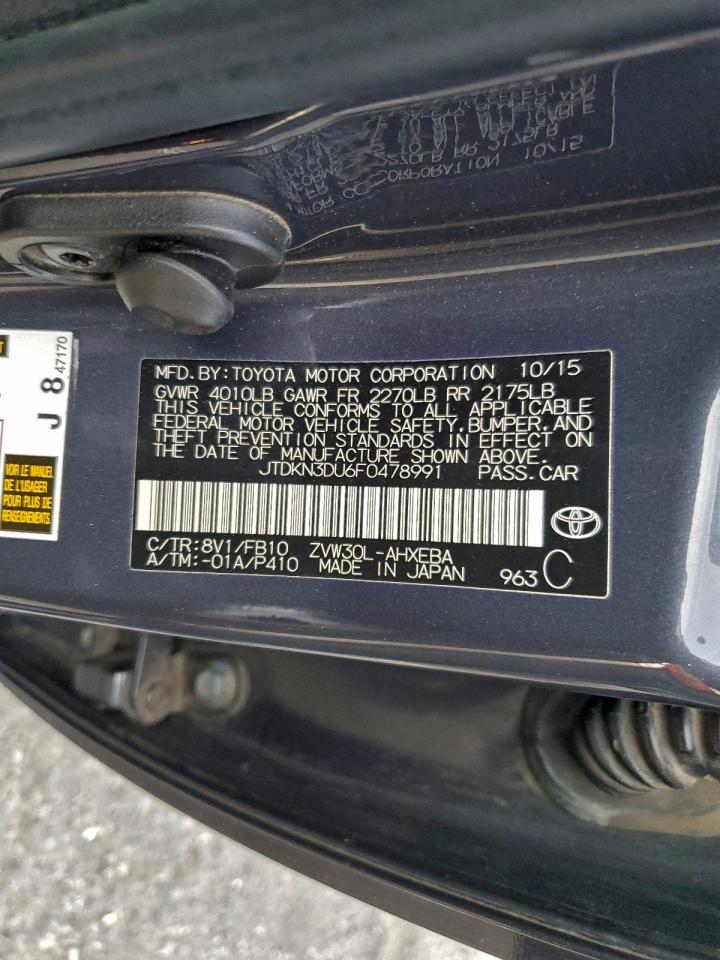 MFD. BY: TOYOTA MOTOR CORPORATION 10/15
GVWR 4010LB GAWR FR 2270LB RR 2175LB
THIS VEHICLE CONFORMS TO ALL APPLICABLE
FEDERAL MOTOR VEHICLE SAFETY, BUMPER, AND
THEFT PREVENTION STANDARDS IN EFFECT ON
THE DATE OF MANUFACTURE SHOWN ABOVE.
JTDKN3DU6F0478991 PASS. CAR
C/TR: 8V1/FB10 ZVW30L-AHXEBA
A/TM: -01A/P410 MADE IN JAPAN 963 C
J 8 47170
VOIR LE MANUEL
DE L'USAGER
POUR PLUS DE
RENSEIGNEMENTS